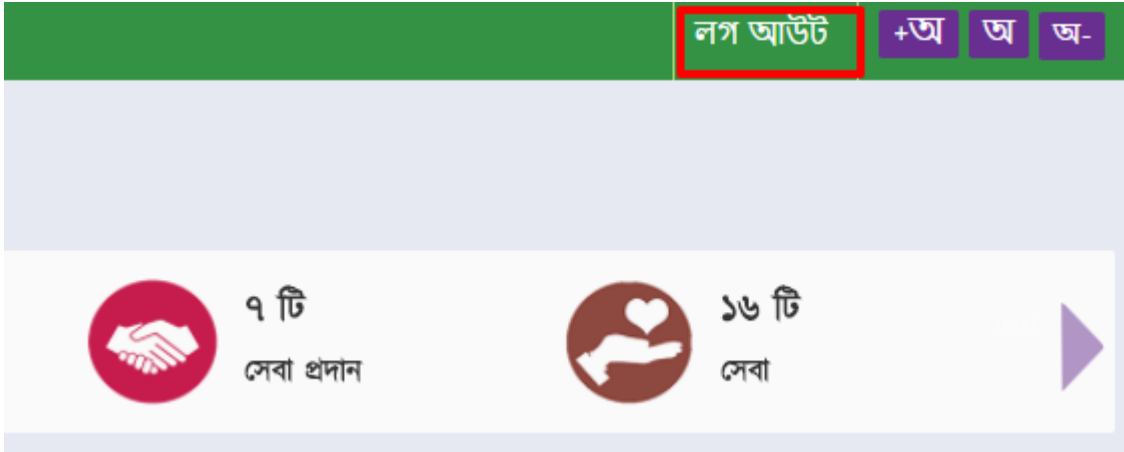 লগ আউট +অ অ অ-
৭ টি ১৬ টি
সেবা প্রদান সেবা